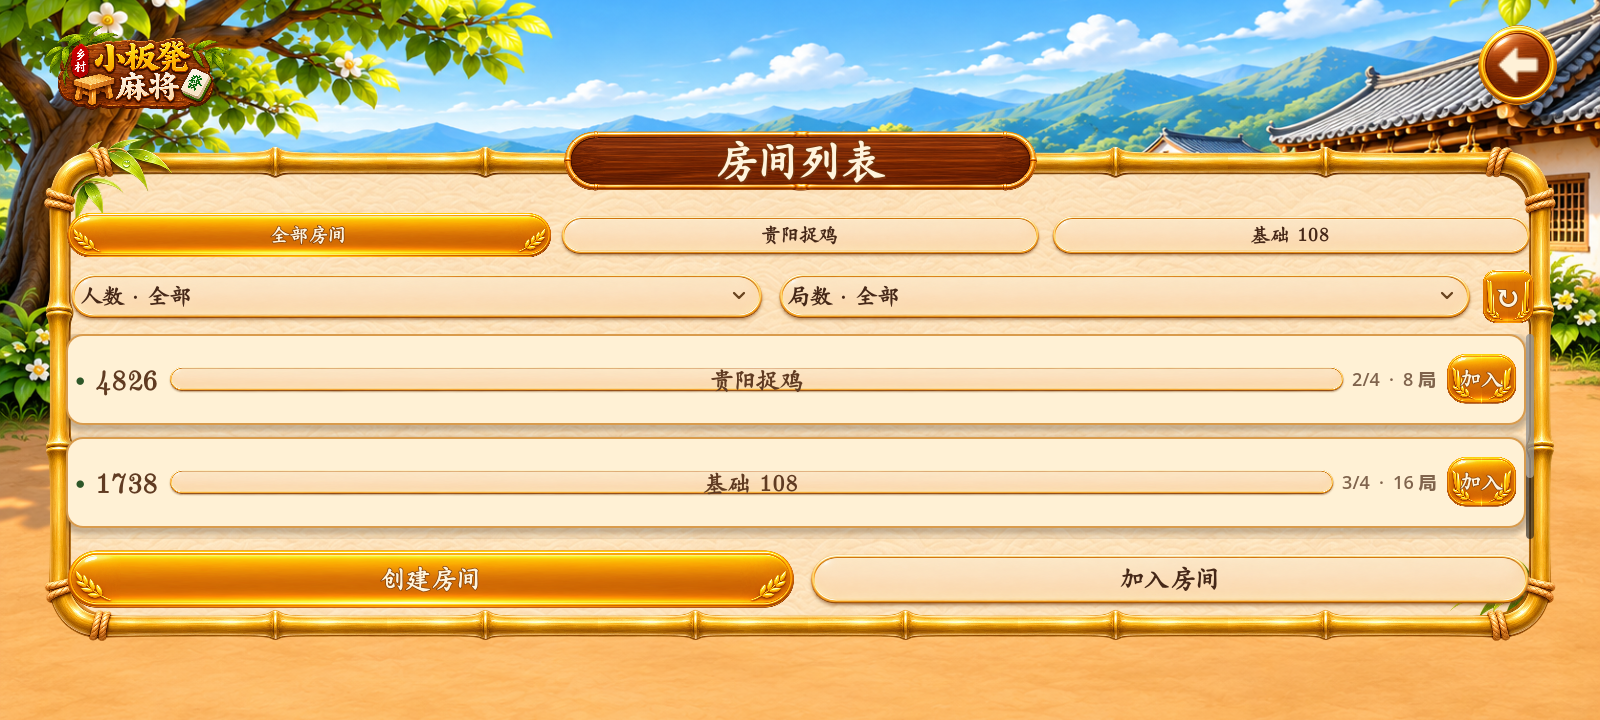 乡村
小板發
麻将
發
房间列表
全部房间
贵阳捉鸡
基础 108
人数 · 全部
局数 · 全部
4826
贵阳捉鸡
2/4 · 8 局
加入
1738
基础 108
3/4 · 16 局
加入
创建房间
加入房间